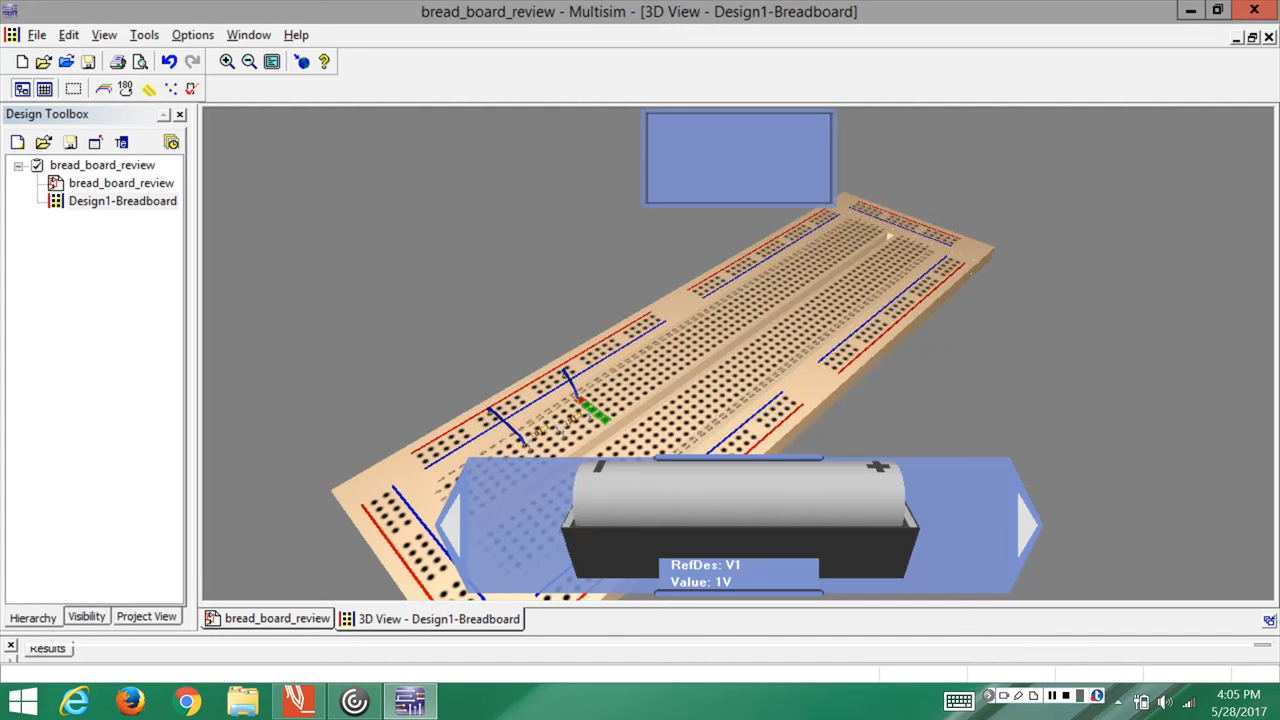 bread_board_review - Multisim - [3D View - Design1-Breadboard]
File Edit View Tools Options Window Help
180
Design Toolbox
bread_board_review
bread_board_review
Design1-Breadboard
RefDes: V1
Value: 1V
Hierarchy Visibility Project View
bread_board_review 3D View - Design1-Breadboard
Results
4:05 PM
5/28/2017